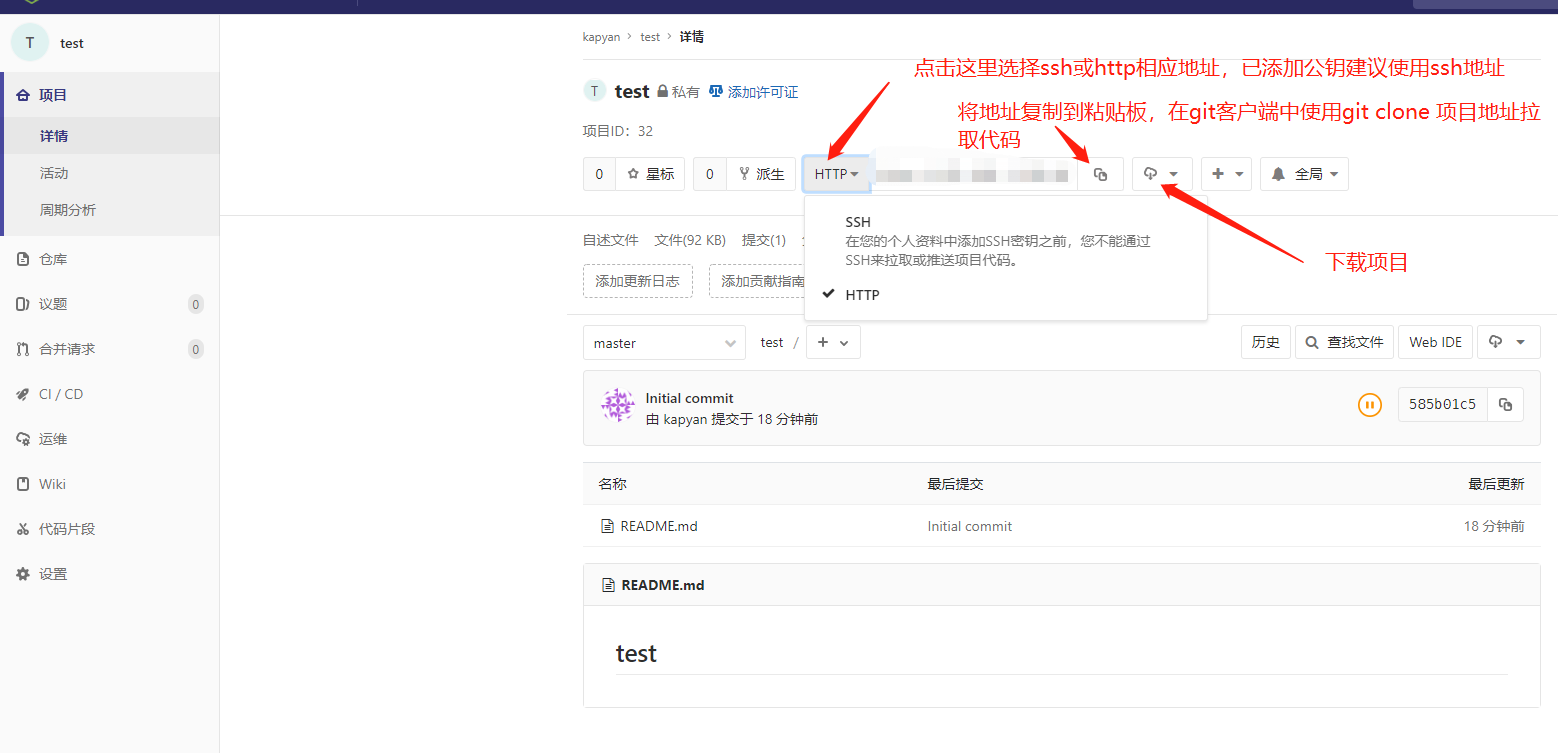 T test
项目
详情
活动
周期分析
仓库
议题 0
合并请求 0
CI / CD
运维
Wiki
代码片段
设置
kapyan > test > 详情
点击这里选择ssh或http相应地址，已添加公钥建议使用ssh地址
T test 私有 添加许可证
将地址复制到粘贴板，在git客户端中使用git clone 项目地址拉
取代码
项目ID：32
0 星标 0 派生 HTTP 全局
SSH
在您的个人资料中添加SSH密钥之前，您不能通过
SSH来拉取或推送项目代码。
HTTP
下载项目
自述文件 文件(92 KB) 提交(1)
添加更新日志 添加贡献指南
master test / + 历史 查找文件 Web IDE
Initial commit
由 kapyan 提交于 18 分钟前
585b01c5
名称 最后提交 最后更新
README.md Initial commit 18 分钟前
README.md
test